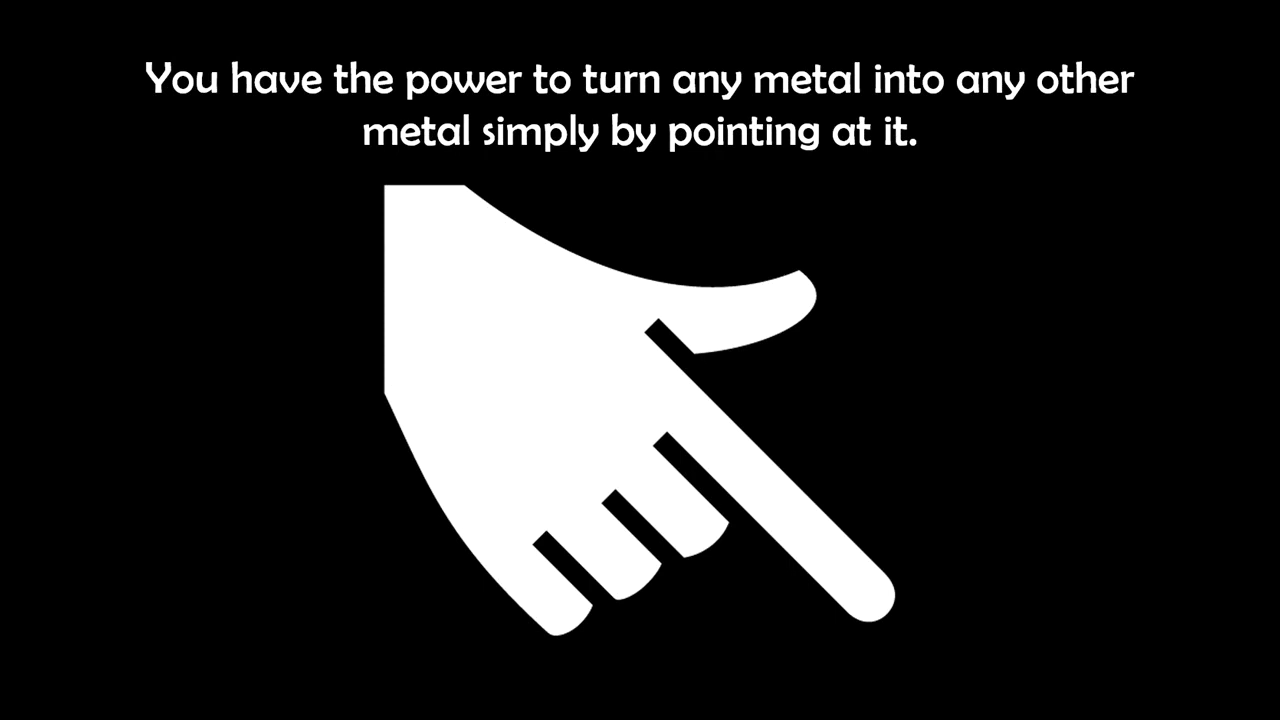 You have the power to turn any metal into any other
metal simply by pointing at it.